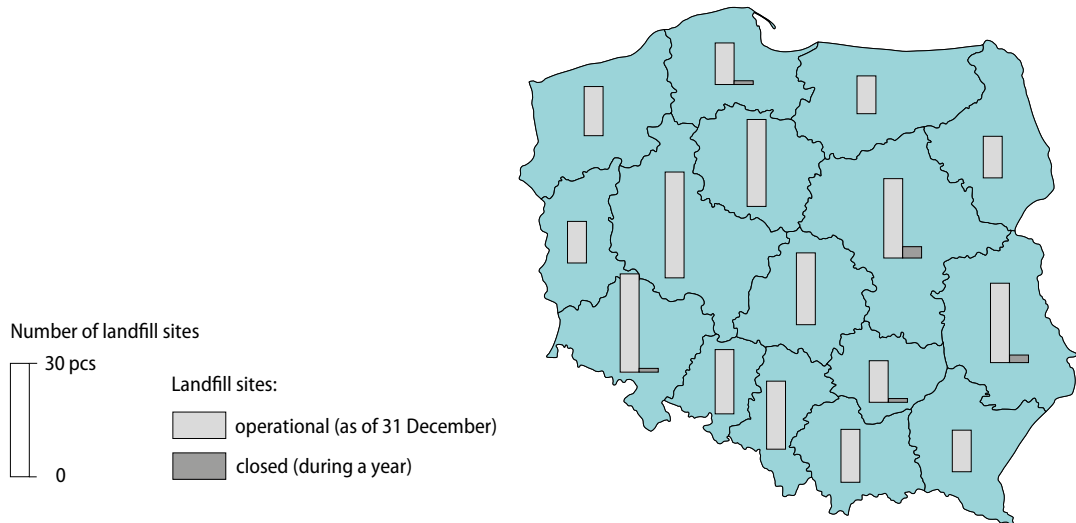 Number of landfill sites
30 pcs
0
Landfill sites:
operational (as of 31 December)
closed (during a year)